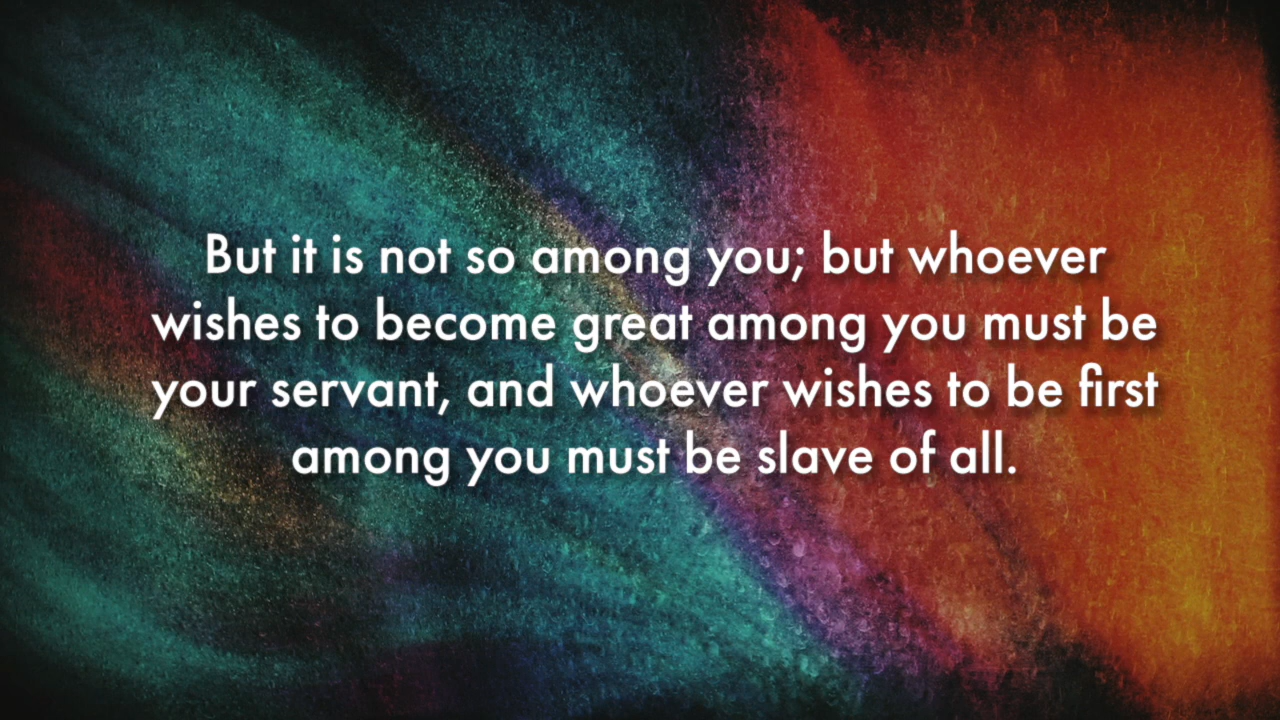 But it is not so among you; but whoever
wishes to become great among you must be
your servant, and whoever wishes to be first
among you must be slave of all.